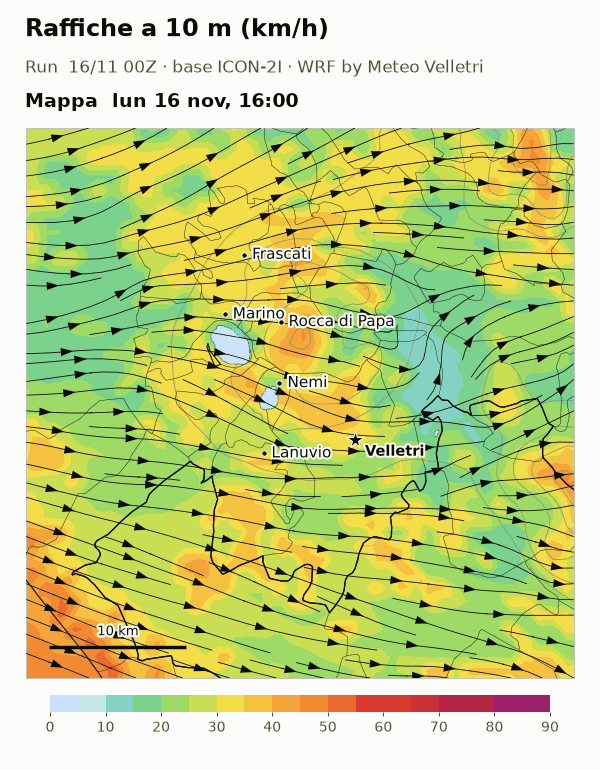 Raffiche a 10 m (km/h)
Run 16/11 00Z · base ICON-2I · WRF by Meteo Velletri
Mappa lun 16 nov, 16:00
Frascati
Marino
Rocca di Papa
Nemi
Velletri
Lanuvio
10 km
0 10 20 30 40 50 60 70 80 90